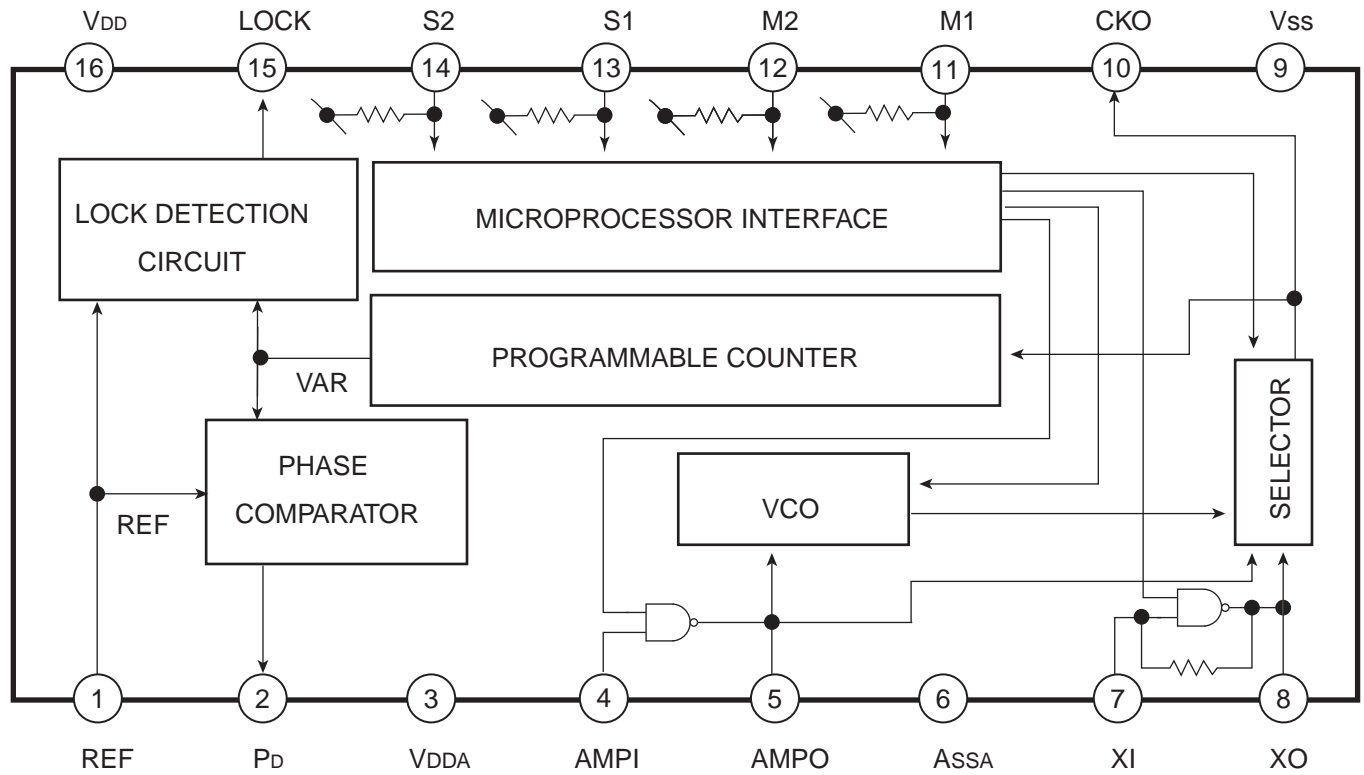 VDD LOCK S2 S1 M2 M1 CKO Vss
16 15 14 13 12 11 10 9
LOCK DETECTION
CIRCUIT
MICROPROCESSOR INTERFACE
PROGRAMMABLE COUNTER
VAR
PHASE
COMPARATOR
REF
VCO
SELECTOR
1 2 3 4 5 6 7 8
REF PD VDDA AMPI AMPO ASSA XI XO